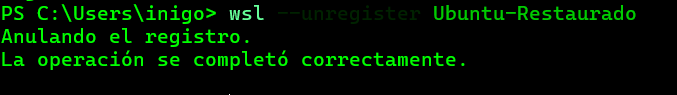 PS C:\Users\inigo> wsl --unregister Ubuntu-Restaurado
Anulando el registro.
La operación se completó correctamente.